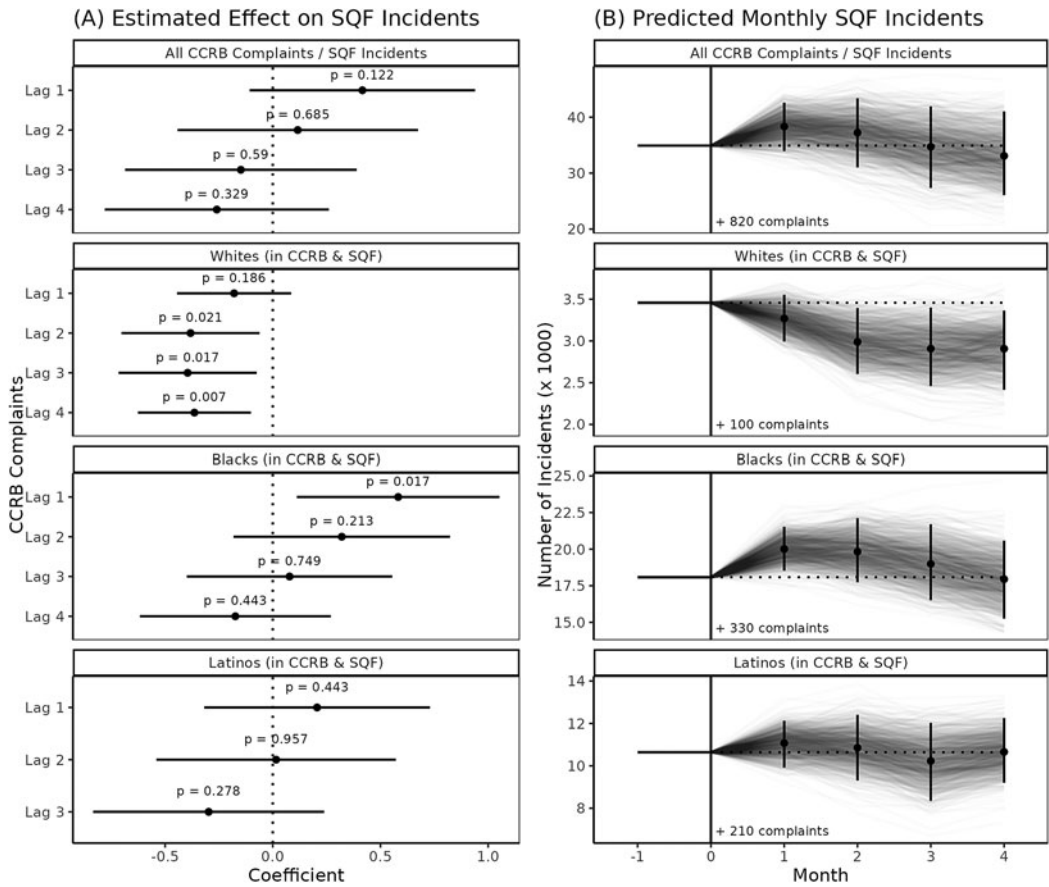 (A) Estimated Effect on SQF Incidents
All CCRB Complaints / SQF Incidents
Lag 1
p = 0.122
Lag 2
p = 0.685
Lag 3
p = 0.59
Lag 4
p = 0.329
Whites (in CCRB & SQF)
Lag 1
p = 0.186
Lag 2
p = 0.021
Lag 3
p = 0.017
Lag 4
p = 0.007
Blacks (in CCRB & SQF)
Lag 1
p = 0.017
Lag 2
p = 0.213
Lag 3
p = 0.749
Lag 4
p = 0.443
Latinos (in CCRB & SQF)
Lag 1
p = 0.443
Lag 2
p = 0.957
Lag 3
p = 0.278
-0.5 0.0 0.5 1.0
Coefficient
CCRB Complaints
(B) Predicted Monthly SQF Incidents
All CCRB Complaints / SQF Incidents
40
30
20
+ 820 complaints
Whites (in CCRB & SQF)
3.5
3.0
2.5
2.0
+ 100 complaints
Blacks (in CCRB & SQF)
25.0
22.5
20.0
17.5
15.0
+ 330 complaints
Latinos (in CCRB & SQF)
14
12
10
8
+ 210 complaints
-1 0 1 2 3 4
Month
Number of Incidents (x 1000)